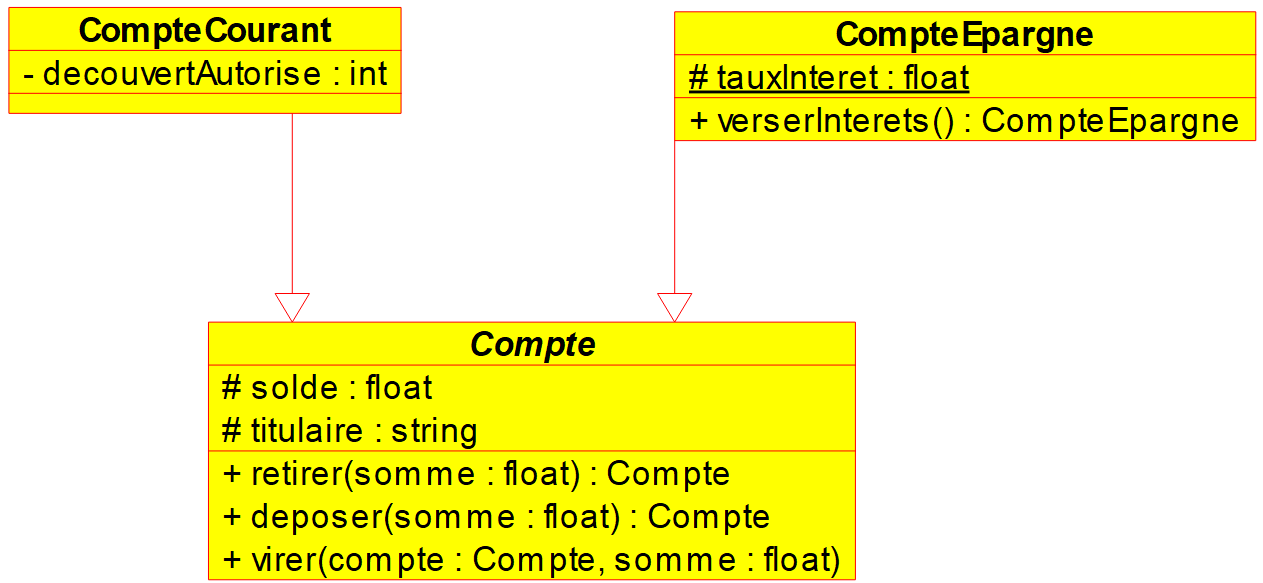 CompteCourant
- decouvertAutorise : int
CompteEpargne
# tauxInteret : float
+ verserInterets() : CompteEpargne
Compte
# solde : float
# titulaire : string
+ retirer(somme : float) : Compte
+ deposer(somme : float) : Compte
+ virer(compte : Compte, somme : float)